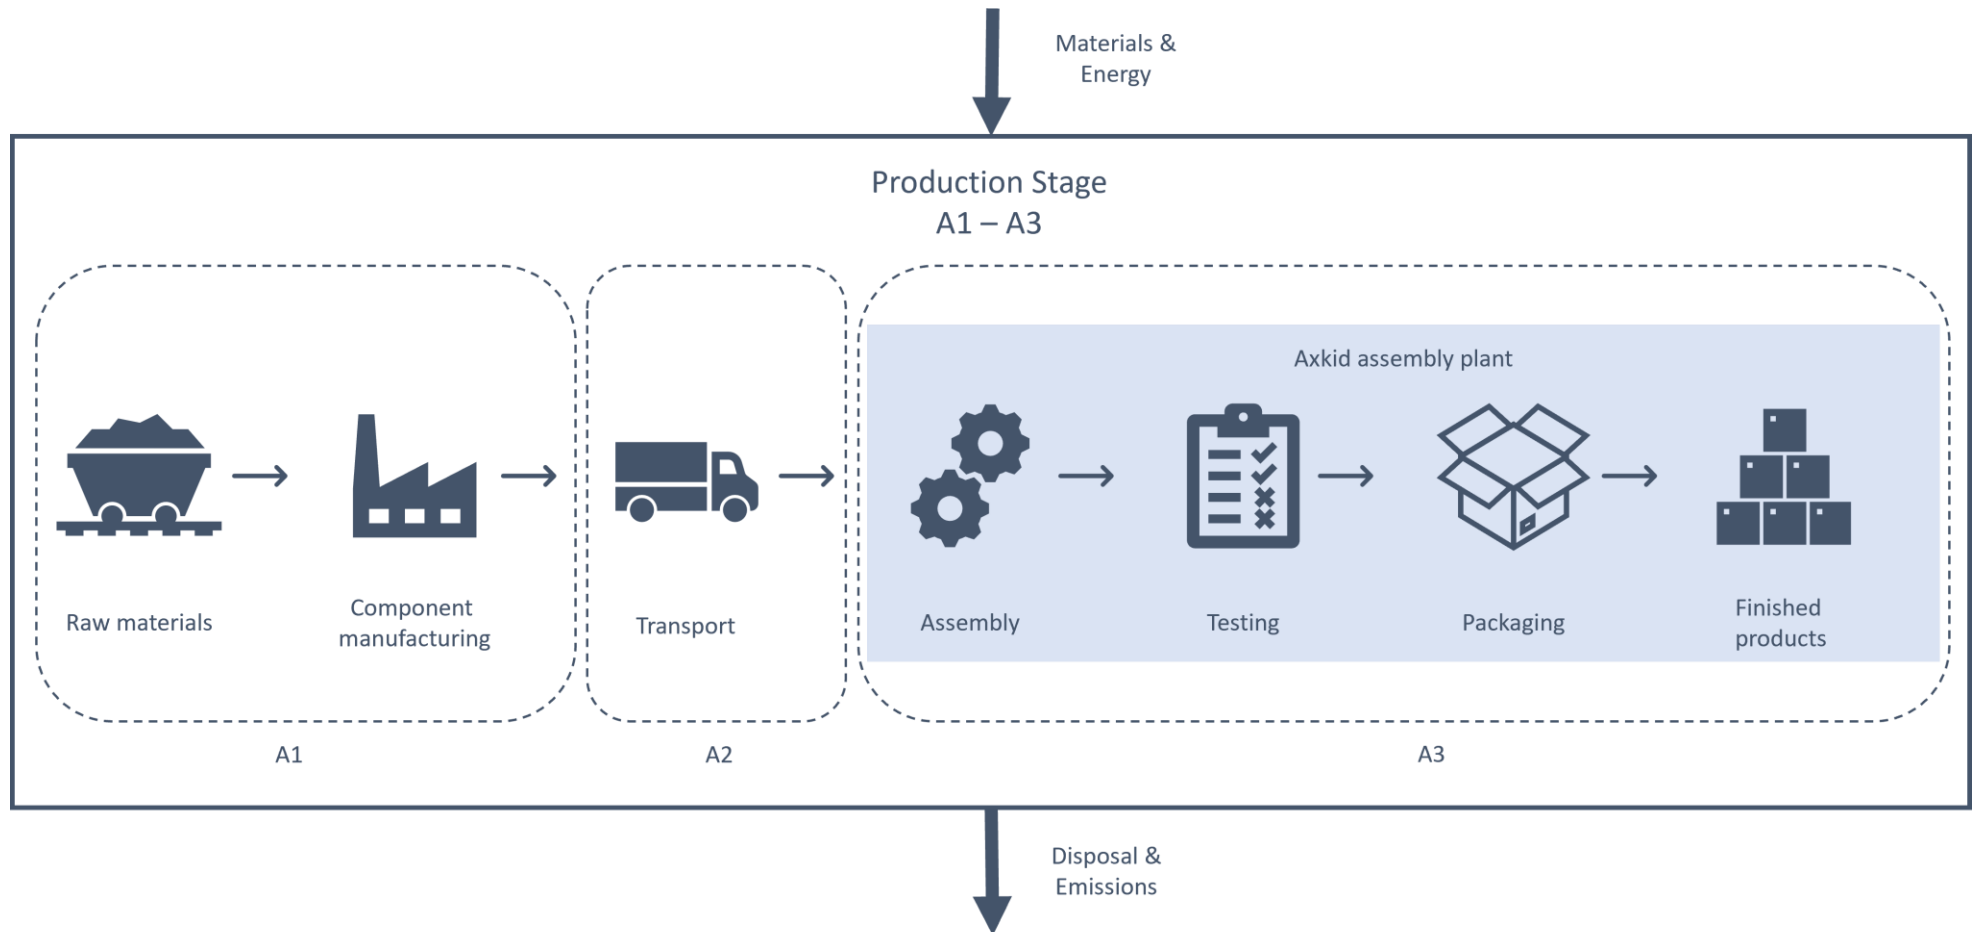 Materials &
Energy
Production Stage
A1 – A3
Axkid assembly plant
Raw materials
Component
manufacturing
Transport
Assembly
Testing
Packaging
Finished
products
A1
A2
A3
Disposal &
Emissions